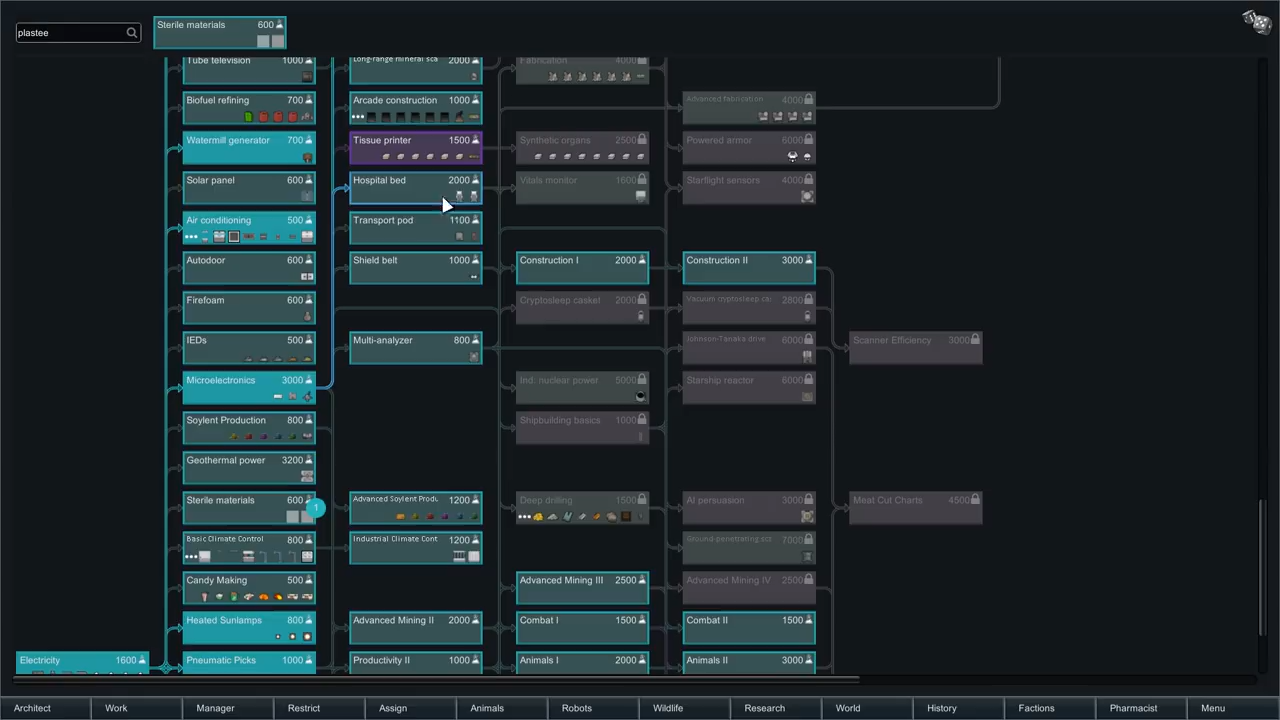 plastee
Sterile materials 600
Tube television 1000
Long-range mineral sca 2000
Fabrication 4000
Biofuel refining 700
Arcade construction 1000
Advanced fabrication 4000
Watermill generator 700
Tissue printer 1500
Synthetic organs 2500
Powered armor 4000
Solar panel 600
Hospital bed 2000
Vitals monitor 1600
Starflight sensors 4000
Air conditioning 500
Transport pod 1100
Autodoor 600
Shield belt 1000
Construction I 2000
Construction II 3000
Firefoam 600
Cryptosleep casket 2000
Vacuum cryptosleep ca 2800
IEDs 500
Multi-analyzer 800
Johnson-Tanaka drive 6000
Scanner Efficiency 3000
Microelectronics 3000
Ind. nuclear power 5000
Starship reactor 6000
Soylent Production 800
Shipbuilding basics 1000
Geothermal power 3200
Sterile materials 600
1
Advanced Soylent Produ 1200
Deep drilling 1500
AI persuasion 3000
Meat Cut Charts 4500
Basic Climate Control 800
Industrial Climate Cont 1200
7000
Candy Making 500
Advanced Mining III 2500
Advanced Mining IV 2500
Heated Sunlamps 800
Advanced Mining II 2000
Combat I 1500
Combat II 1500
Electricity 1600
Pneumatic Picks 1000
Productivity II 1000
Animals I 2000
Animals II 3000
Architect
Work
Manager
Restrict
Assign
Animals
Robots
Wildlife
Research
World
History
Factions
Pharmacist
Menu